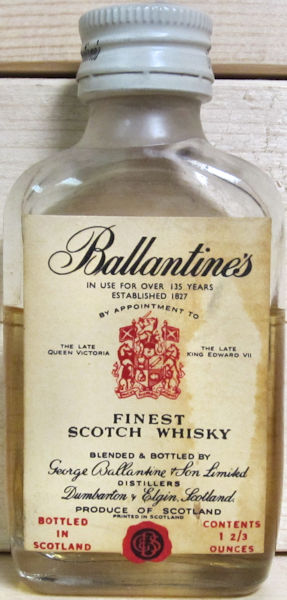 Ballantine's
IN USE FOR OVER 135 YEARS
ESTABLISHED 1827
BY APPOINTMENT TO
THE LATE
QUEEN VICTORIA
THE LATE
KING EDWARD VII
FINEST
SCOTCH WHISKY
BLENDED & BOTTLED BY
George Ballantine & Son Limited
DISTILLERS
Dumbarton & Elgin, Scotland.
PRODUCE OF SCOTLAND
PRINTED IN SCOTLAND
BOTTLED
IN
SCOTLAND
CONTENTS
1 2/3
OUNCES